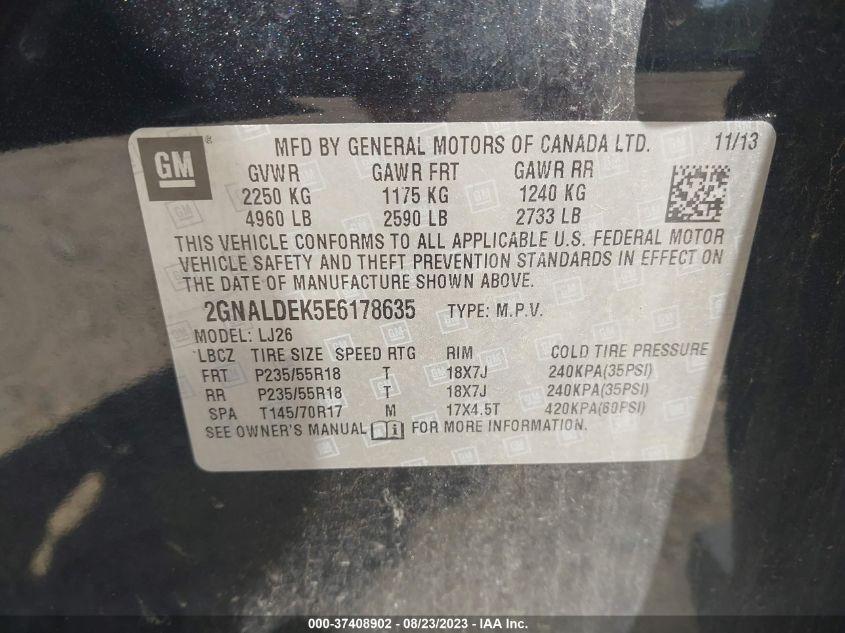 GM
MFD BY GENERAL MOTORS OF CANADA LTD. 11/13
GVWR GAWR FRT GAWR RR
2250 KG 1175 KG 1240 KG
4960 LB 2590 LB 2733 LB
THIS VEHICLE CONFORMS TO ALL APPLICABLE U.S. FEDERAL MOTOR
VEHICLE SAFETY AND THEFT PREVENTION STANDARDS IN EFFECT ON
THE DATE OF MANUFACTURE SHOWN ABOVE.
2GNALDEK5E6178635 TYPE: M.P.V.
MODEL: LJ26
LBCZ TIRE SIZE SPEED RTG RIM COLD TIRE PRESSURE
FRT P235/55R18 T 18X7J 240KPA(35PSI)
RR P235/55R18 T 18X7J 240KPA(35PSI)
SPA T145/70R17 M 17X4.5T 420KPA(60PSI)
SEE OWNER'S MANUAL FOR MORE INFORMATION.
000-37408902 - 08/23/2023 - IAA Inc.